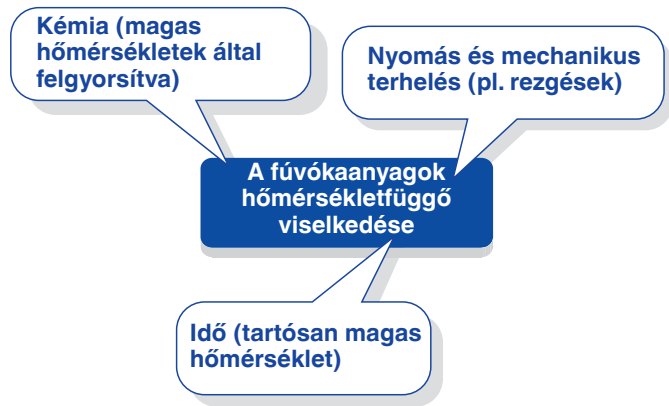 Kémia (magas
hőmérsékletek által
felgyorsítva)
Nyomás és mechanikus
terhelés (pl. rezgések)
A fúvókaanyagok
hőmérsékletfüggő
viselkedése
Idő (tartósan magas
hőmérséklet)